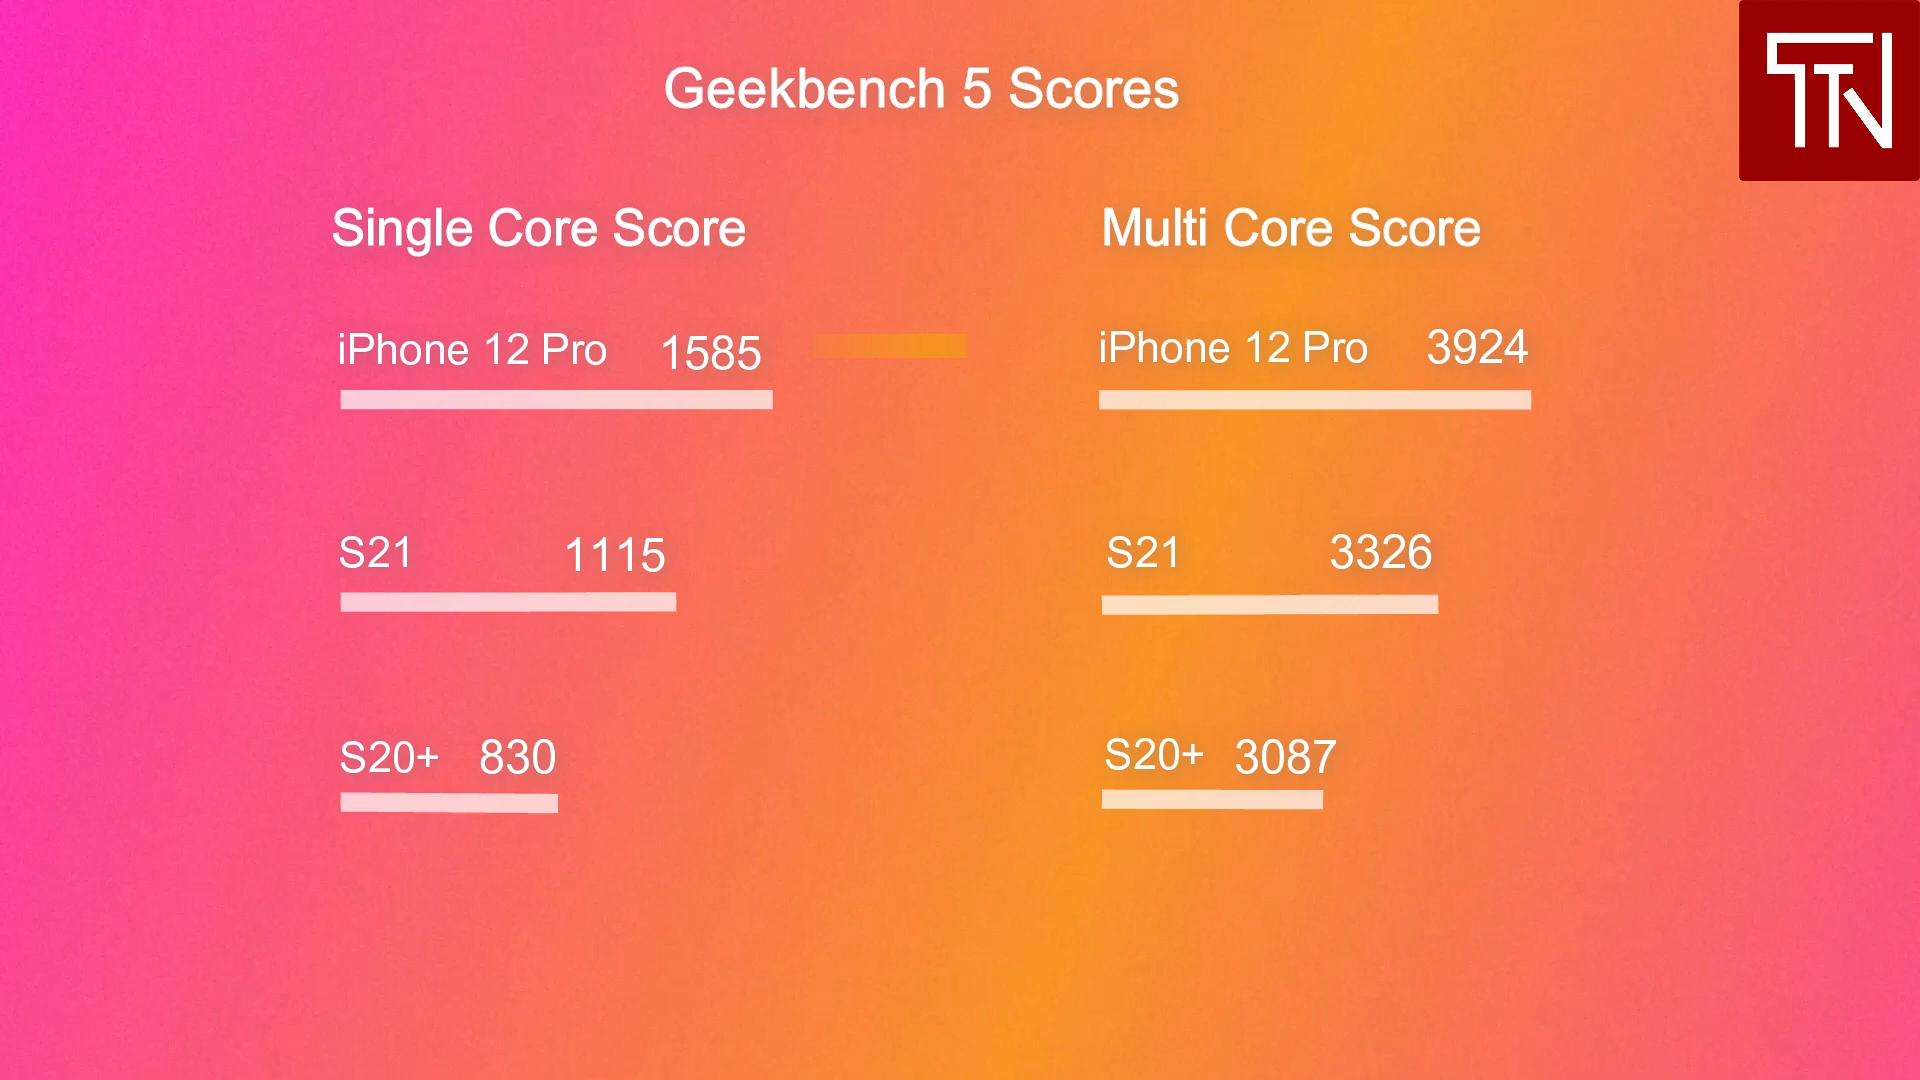 Geekbench 5 Scores
Single Core Score
iPhone 12 Pro 1585
S21 1115
S20+ 830
Multi Core Score
iPhone 12 Pro 3924
S21 3326
S20+ 3087
TTN